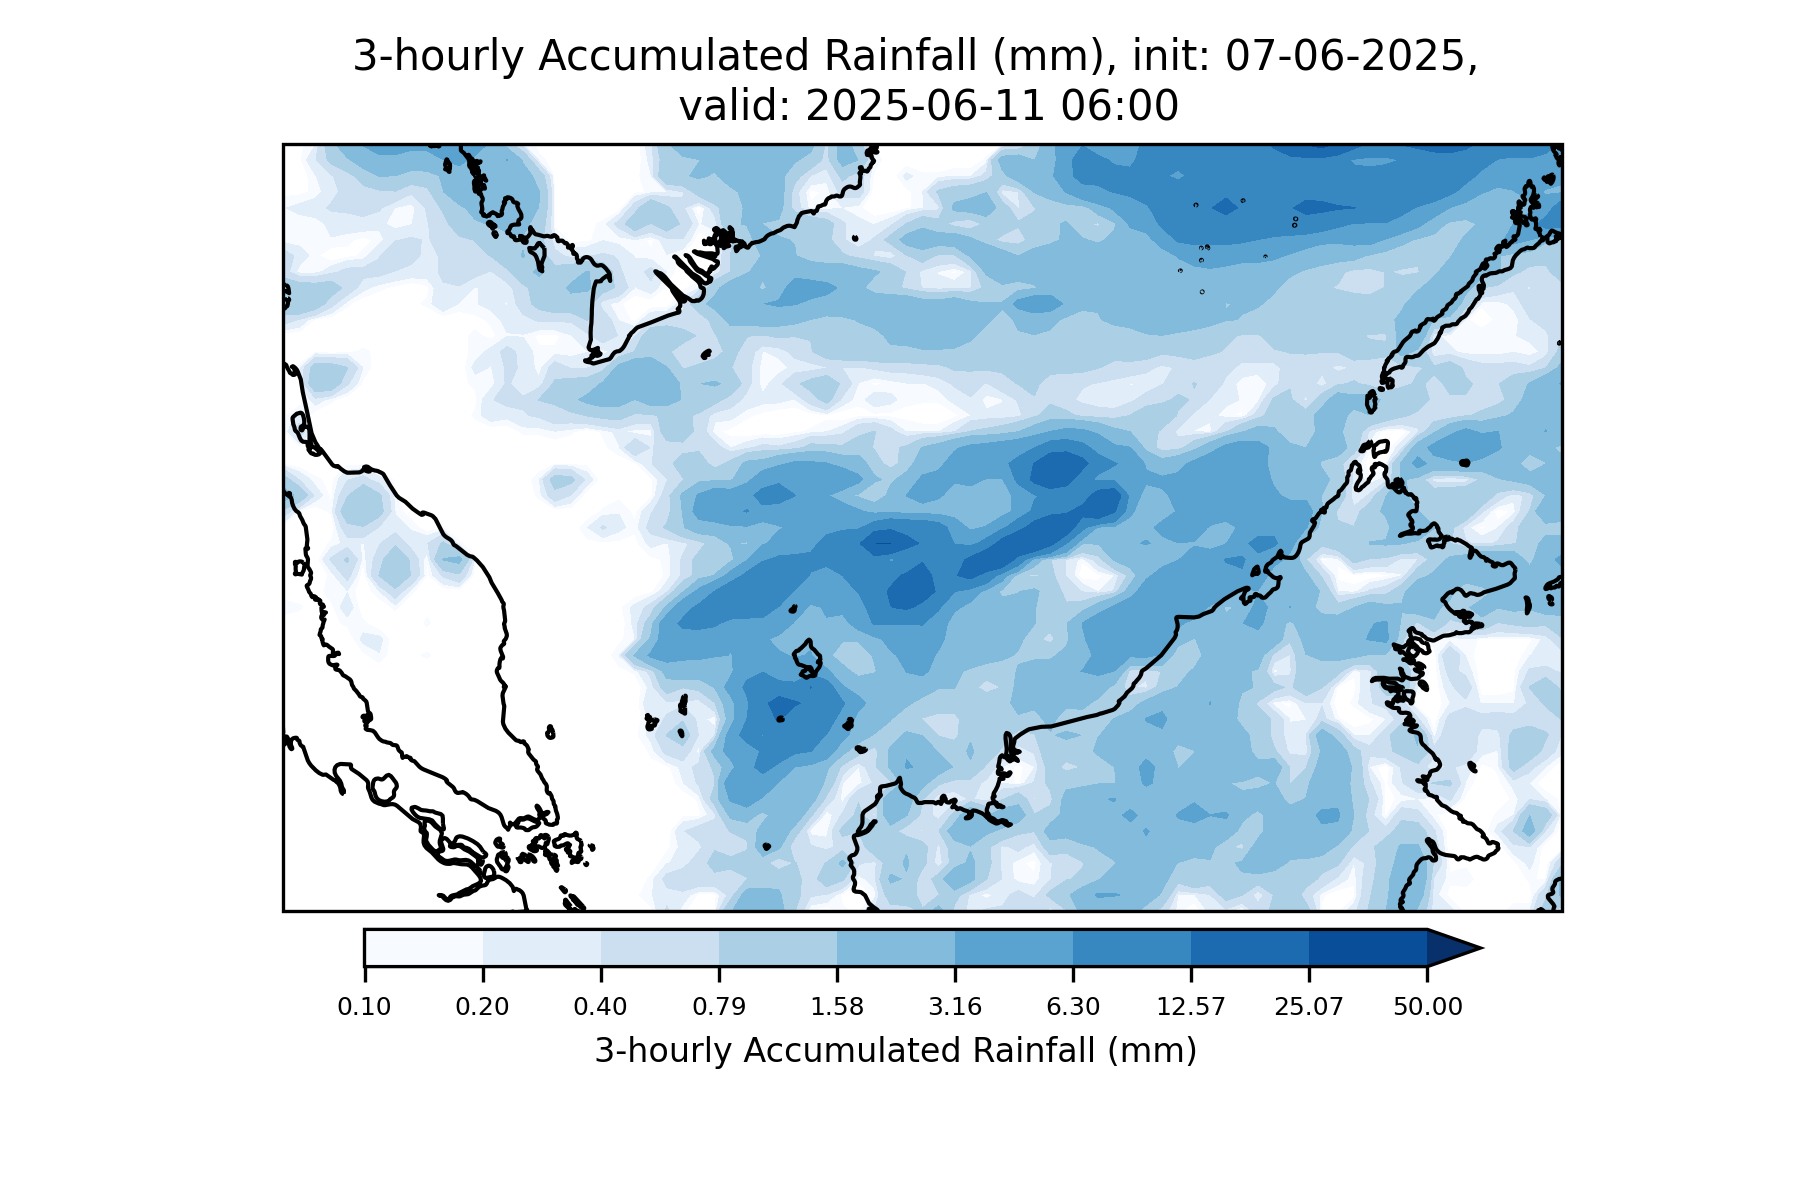 3-hourly Accumulated Rainfall (mm), init: 07-06-2025,
valid: 2025-06-11 06:00
0.10 0.20 0.40 0.79 1.58 3.16 6.30 12.57 25.07 50.00
3-hourly Accumulated Rainfall (mm)